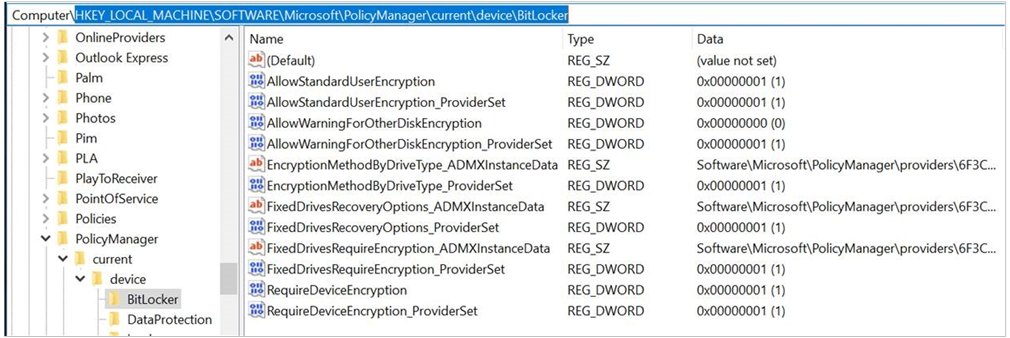 Computer\HKEY_LOCAL_MACHINE\SOFTWARE\Microsoft\PolicyManager\current\device\BitLocker
OnlineProviders
Outlook Express
Palm
Phone
Photos
Pim
PLA
PlayToReceiver
PointOfService
Policies
PolicyManager
current
device
BitLocker
DataProtection
Name Type Data
(Default) REG_SZ (value not set)
AllowStandardUserEncryption REG_DWORD 0x00000001 (1)
AllowStandardUserEncryption_ProviderSet REG_DWORD 0x00000001 (1)
AllowWarningForOtherDiskEncryption REG_DWORD 0x00000000 (0)
AllowWarningForOtherDiskEncryption_ProviderSet REG_DWORD 0x00000001 (1)
EncryptionMethodByDriveType_ADMXInstanceData REG_SZ Software\Microsoft\PolicyManager\providers\6F3C...
EncryptionMethodByDriveType_ProviderSet REG_DWORD 0x00000001 (1)
FixedDrivesRecoveryOptions_ADMXInstanceData REG_SZ Software\Microsoft\PolicyManager\providers\6F3C...
FixedDrivesRecoveryOptions_ProviderSet REG_DWORD 0x00000001 (1)
FixedDrivesRequireEncryption_ADMXInstanceData REG_SZ Software\Microsoft\PolicyManager\providers\6F3C...
FixedDrivesRequireEncryption_ProviderSet REG_DWORD 0x00000001 (1)
RequireDeviceEncryption REG_DWORD 0x00000001 (1)
RequireDeviceEncryption_ProviderSet REG_DWORD 0x00000001 (1)